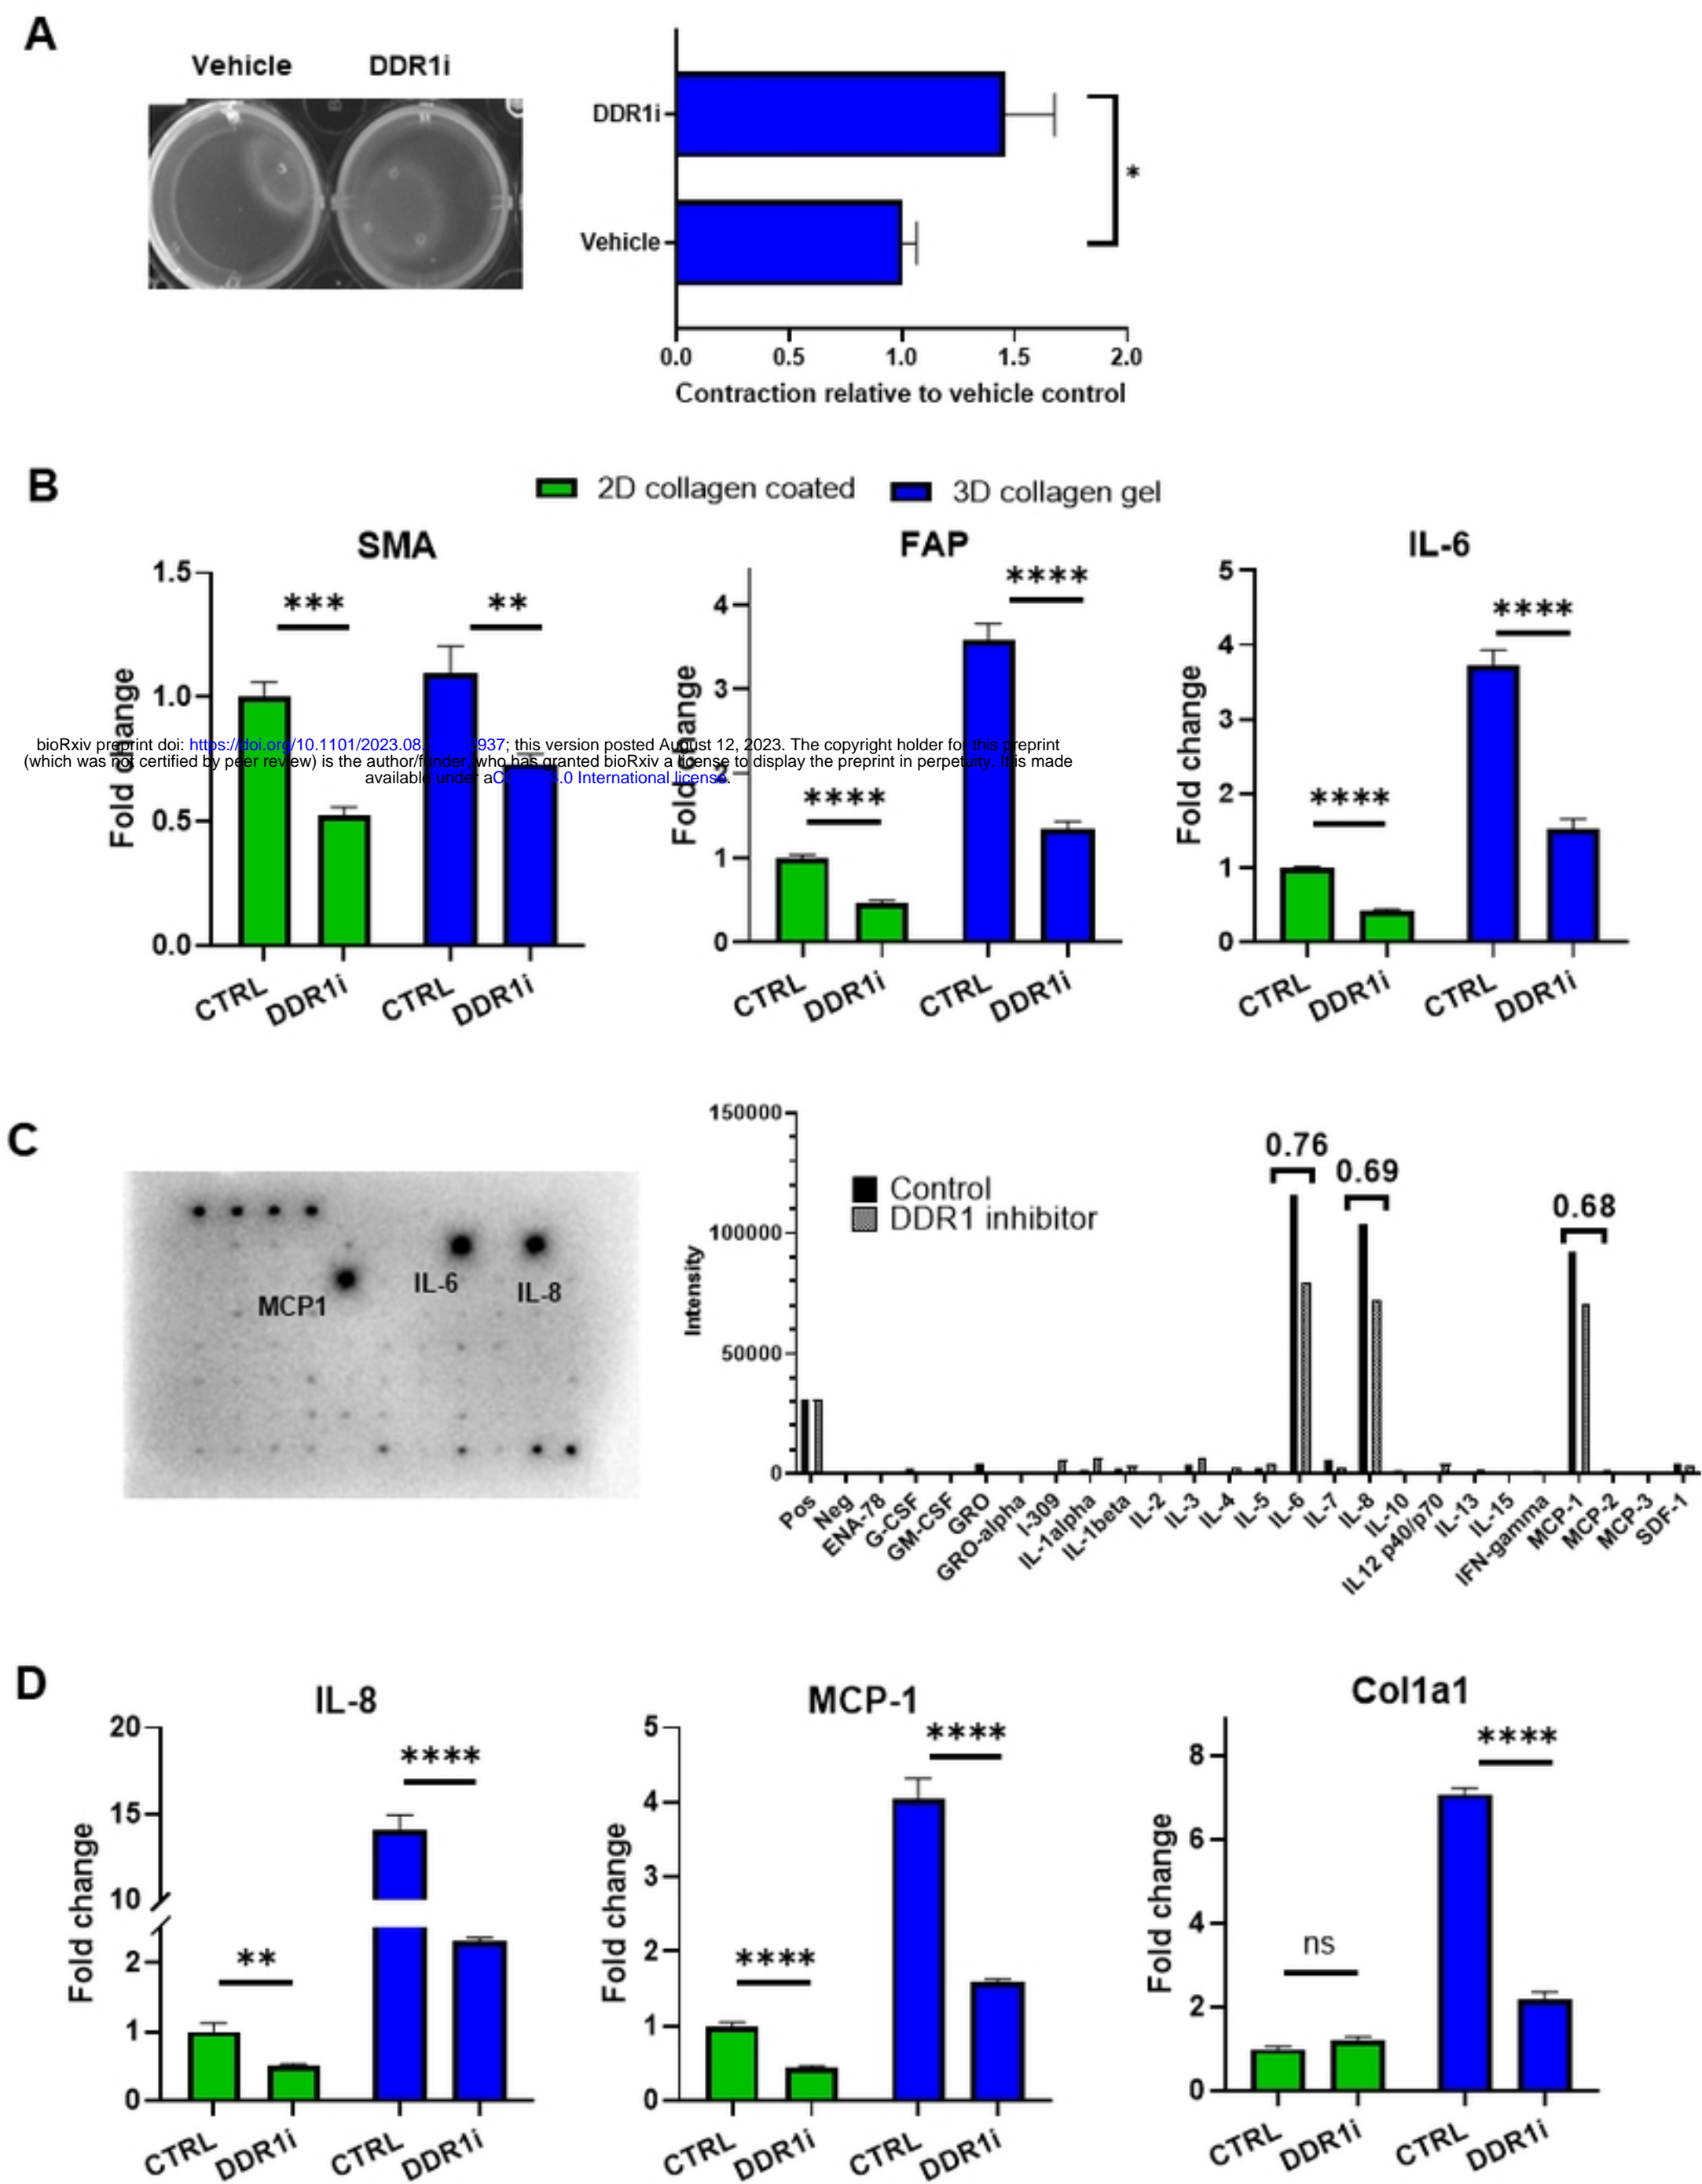 A
Vehicle DDR1i
DDR1i
Vehicle
*
0.0 0.5 1.0 1.5 2.0
Contraction relative to vehicle control
B
2D collagen coated 3D collagen gel
SMA
Fold change
1.5
1.0
0.5
0.0
*** **
CTRL DDR1i CTRL DDR1i
FAP
Fold change
4
3
2
1
0
**** ****
CTRL DDR1i CTRL DDR1i
IL-6
Fold change
5
4
3
2
1
0
**** ****
CTRL DDR1i CTRL DDR1i
bioRxiv preprint doi: https://doi.org/10.1101/2023.08. 937; this version posted August 12, 2023. The copyright holder for this preprint
(which was not certified by peer review) is the author/funder, who has granted bioRxiv a license to display the preprint in perpetuity. It is made
available under a 4.0 International license.
C
MCP1
IL-6
IL-8
Intensity
150000
100000
50000
0
Control
DDR1 inhibitor
0.76
0.69
0.68
Pos Neg ENA-78 G-CSF GM-CSF GRO GRO-alpha I-309 IL-1alpha IL-1beta IL-2 IL-3 IL-4 IL-5 IL-6 IL-7 IL-8 IL-10 IL12 p40/p70 IL-13 IL-15 IFN-gamma MCP-1 MCP-2 MCP-3 SDF-1
D
IL-8
Fold change
20
15
10
2
1
0
** ****
CTRL DDR1i CTRL DDR1i
MCP-1
Fold change
5
4
3
2
1
0
**** ****
CTRL DDR1i CTRL DDR1i
Col1a1
Fold change
8
6
4
2
0
ns ****
CTRL DDR1i CTRL DDR1i